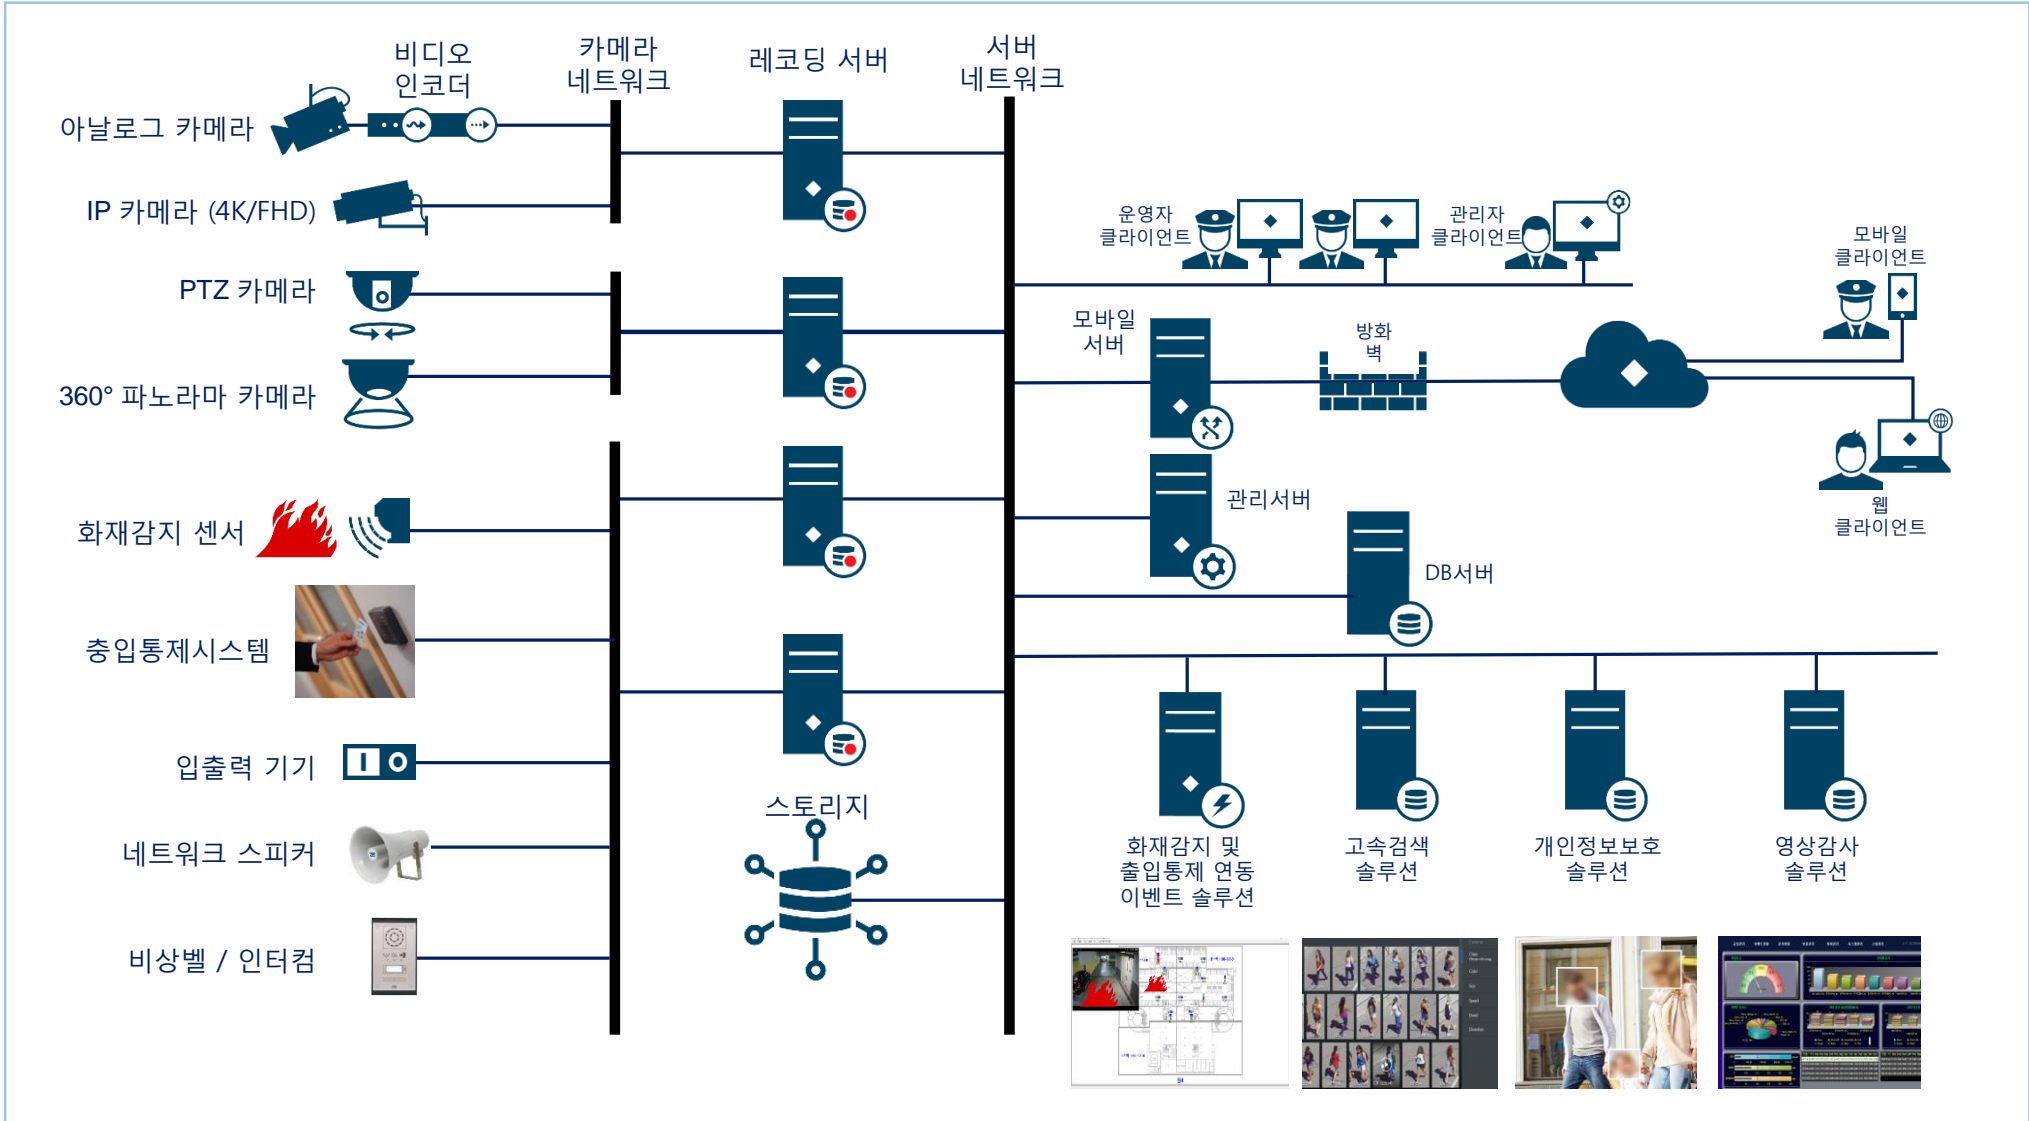 비디오
인코더
카메라
네트워크
레코딩 서버
서버
네트워크
아날로그 카메라
IP 카메라 (4K/FHD)
PTZ 카메라
360° 파노라마 카메라
화재감지 센서
충입통제시스템
입출력 기기
네트워크 스피커
비상벨 / 인터컴
스토리지
운영자
클라이언트
관리자
클라이언트
모바일
클라이언트
모바일
서버
방화
벽
웹
클라이언트
관리서버
DB서버
화재감지 및
출입통제 연동
이벤트 솔루션
고속검색
솔루션
개인정보보호
솔루션
영상감사
솔루션